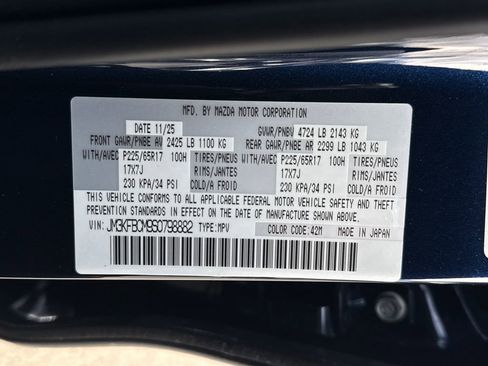 MFD. BY MAZDA MOTOR CORPORATION
DATE 11/25 GVWR/PNBV 4724 LB 2143 KG
FRONT GAWR/PNBE AV 2425 LB 1100 KG REAR GAWR/PNBE AR 2299 LB 1043 KG
WITH/AVEC P225/65R17 100H TIRES/PNEUS WITH/AVEC P225/65R17 100H TIRES/PNEUS
17X7J RIMS/JANTES 17X7J RIMS/JANTES
230 KPA/34 PSI COLD/A FROID 230 KPA/34 PSI COLD/A FROID
THIS VEHICLE CONFORMS TO ALL APPLICABLE FEDERAL MOTOR VEHICLE SAFETY AND THEFT
PREVENTION STANDARDS IN EFFECT ON THE DATE OF MANUFACTURE SHOWN ABOVE.
VIN: JM3KFBCM9S0798882 TYPE: MPV COLOR CODE: 42M MADE IN JAPAN